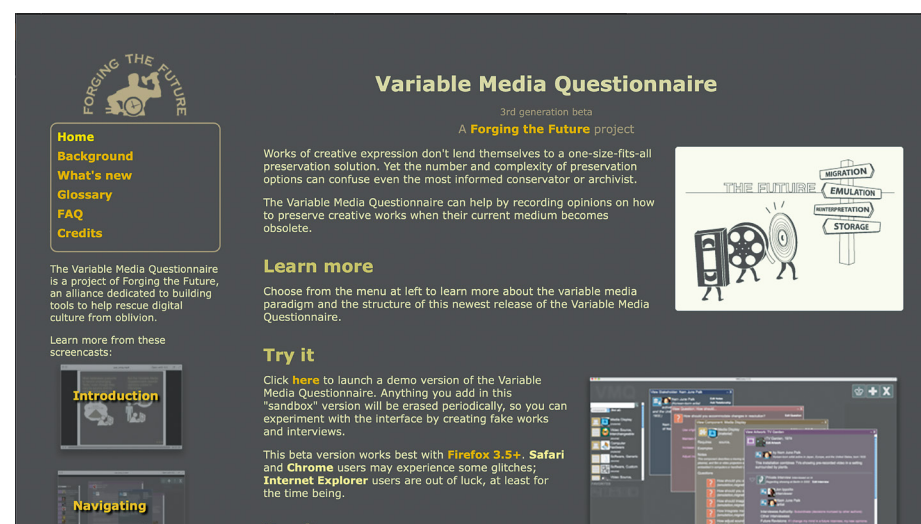 FORGING THE FUTURE
Home
Background
What's new
Glossary
FAQ
Credits
The Variable Media Questionnaire
is a project of Forging the Future,
an alliance dedicated to building
tools to help rescue digital
culture from oblivion.
Learn more from these
screencasts:
Introduction
Navigating
Variable Media Questionnaire
3rd generation beta
A Forging the Future project
Works of creative expression don't lend themselves to a one-size-fits-all
preservation solution. Yet the number and complexity of preservation
options can confuse even the most informed conservator or archivist.
The Variable Media Questionnaire can help by recording opinions on how
to preserve creative works when their current medium becomes
obsolete.
THE FUTURE
MIGRATION
EMULATION
REINTERPRETATION
STORAGE
Learn more
Choose from the menu at left to learn more about the variable media
paradigm and the structure of this newest release of the Variable Media
Questionnaire.
Try it
Click here to launch a demo version of the Variable
Media Questionnaire. Anything you add in this
"sandbox" version will be erased periodically, so you can
experiment with the interface by creating fake works
and interviews.
This beta version works best with Firefox 3.5+. Safari
and Chrome users may experience some glitches;
Internet Explorer users are out of luck, at least for
the time being.
VMQ